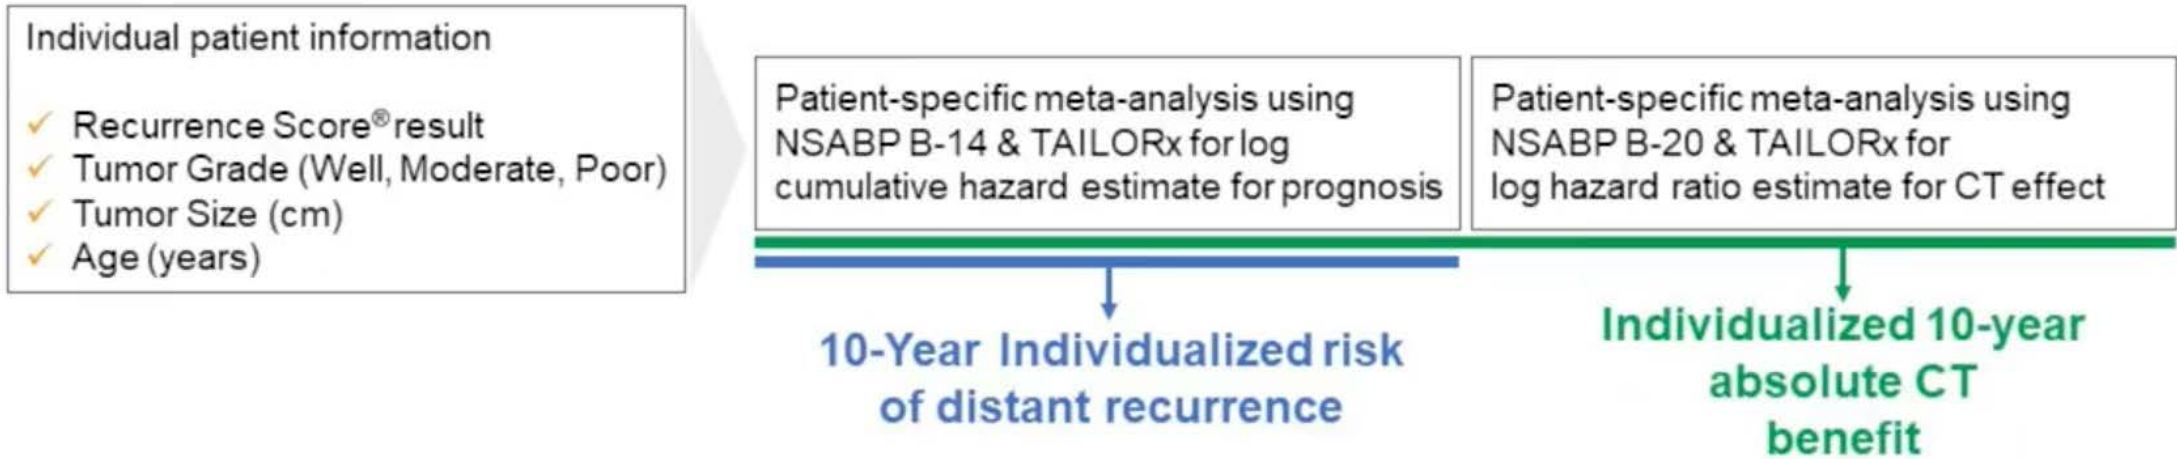 Individual patient information
✓ Recurrence Score® result
✓ Tumor Grade (Well, Moderate, Poor)
✓ Tumor Size (cm)
✓ Age (years)
Patient-specific meta-analysis using
NSABP B-14 & TAILORx for log
cumulative hazard estimate for prognosis
Patient-specific meta-analysis using
NSABP B-20 & TAILORx for
log hazard ratio estimate for CT effect
10-Year Individualized risk
of distant recurrence
Individualized 10-year
absolute CT
benefit